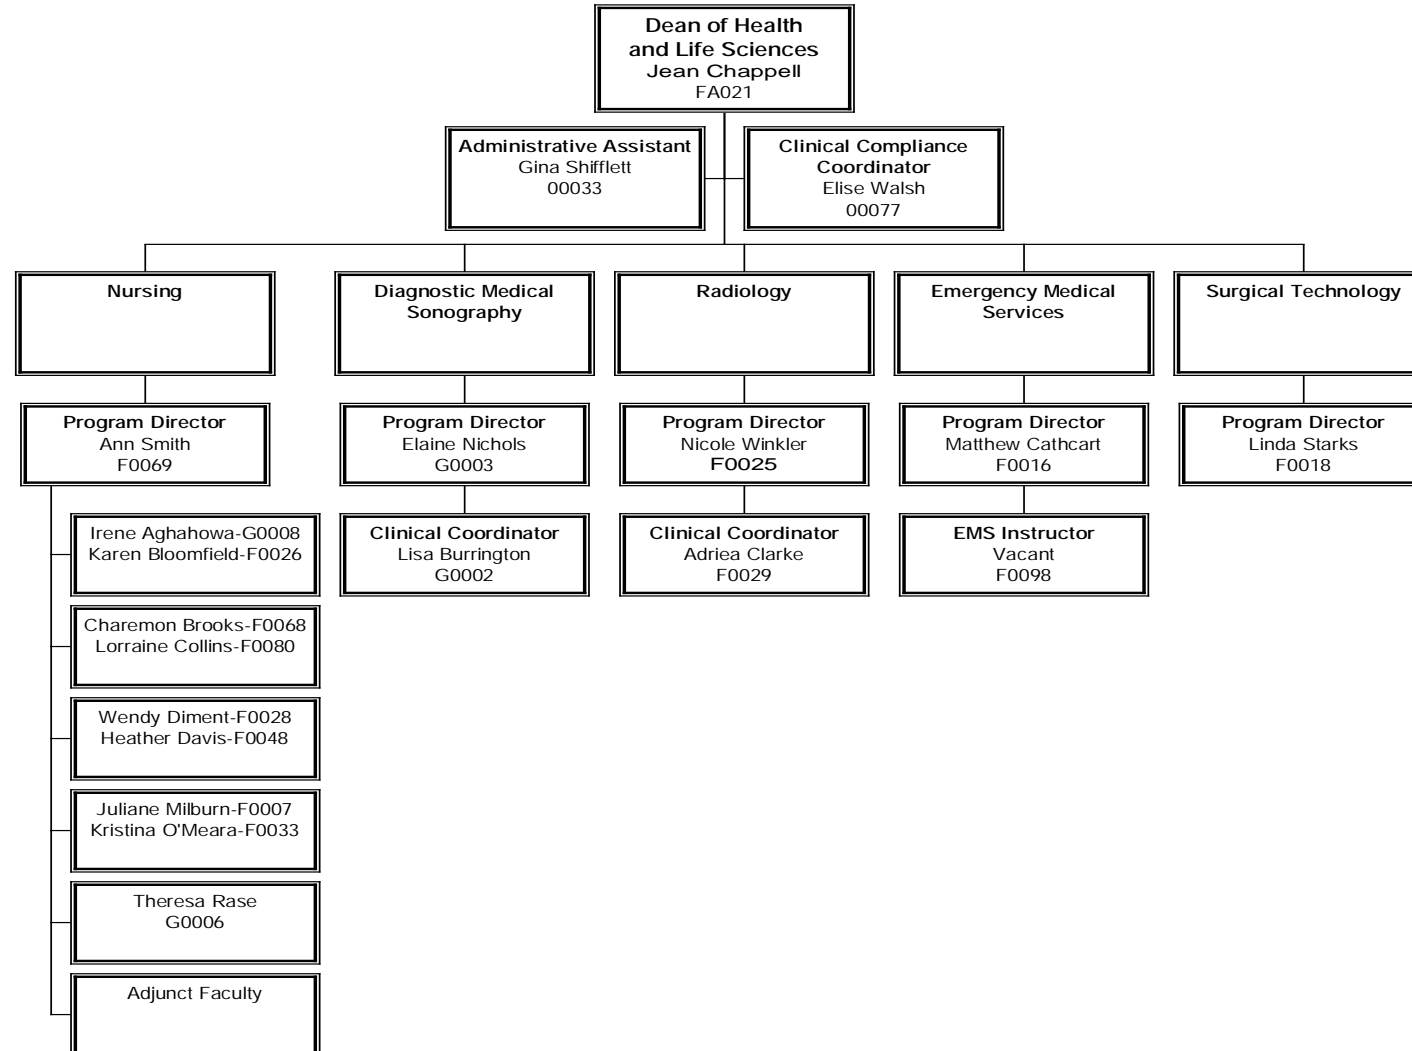 Dean of Health
and Life Sciences
Jean Chappell
FA021
Administrative Assistant
Gina Shifflett
00033
Clinical Compliance
Coordinator
Elise Walsh
00077
Nursing
Diagnostic Medical
Sonography
Radiology
Emergency Medical
Services
Surgical Technology
Program Director
Ann Smith
F0069
Program Director
Elaine Nichols
G0003
Program Director
Nicole Winkler
F0025
Program Director
Matthew Cathcart
F0016
Program Director
Linda Starks
F0018
Irene Aghahowa-G0008
Karen Bloomfield-F0026
Clinical Coordinator
Lisa Burrington
G0002
Clinical Coordinator
Adriea Clarke
F0029
EMS Instructor
Vacant
F0098
Charemon Brooks-F0068
Lorraine Collins-F0080
Wendy Diment-F0028
Heather Davis-F0048
Juliane Milburn-F0007
Kristina O'Meara-F0033
Theresa Rase
G0006
Adjunct Faculty